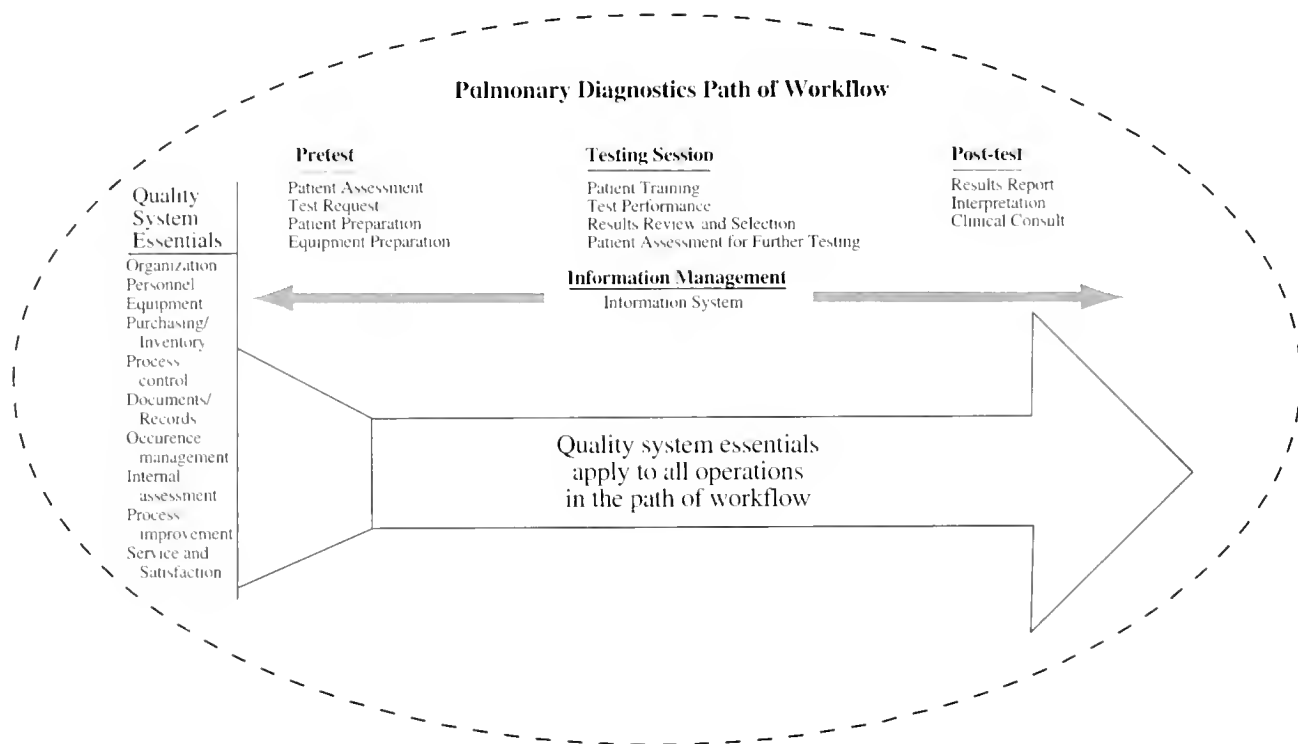 Pulmonary Diagnostics Path of Workflow
Quality
System
Essentials
Organization
Personnel
Equipment
Purchasing/
Inventory
Process
control
Documents/
Records
Occurence
management
Internal
assessment
Process
improvement
Service and
Satisfaction
Pretest
Patient Assessment
Test Request
Patient Preparation
Equipment Preparation
Testing Session
Patient Training
Test Performance
Results Review and Selection
Patient Assessment for Further Testing
Post-test
Results Report
Interpretation
Clinical Consult
Information Management
Information System
Quality system essentials
apply to all operations
in the path of workflow